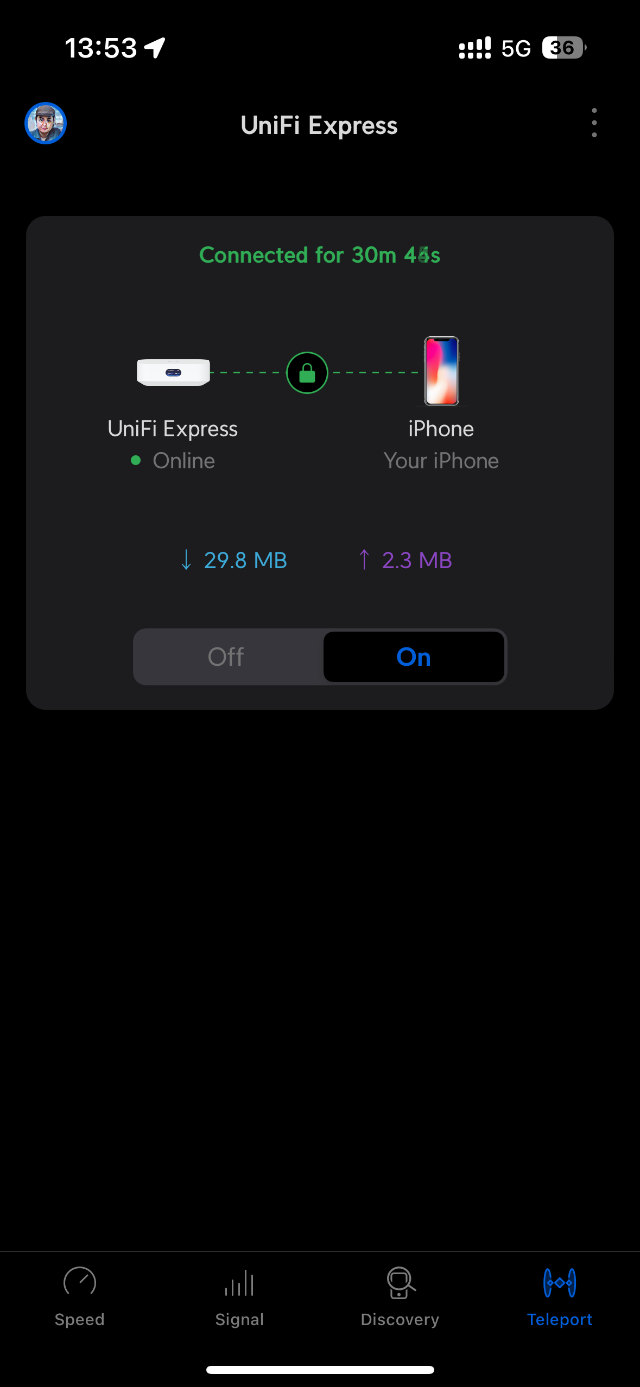 13:53 5G 36
UniFi Express
Connected for 30m
UniFi Express iPhone
Online Your iPhone
↓ 29.8 MB ↑ 2.3 MB
Off On
Speed Signal Discovery Teleport